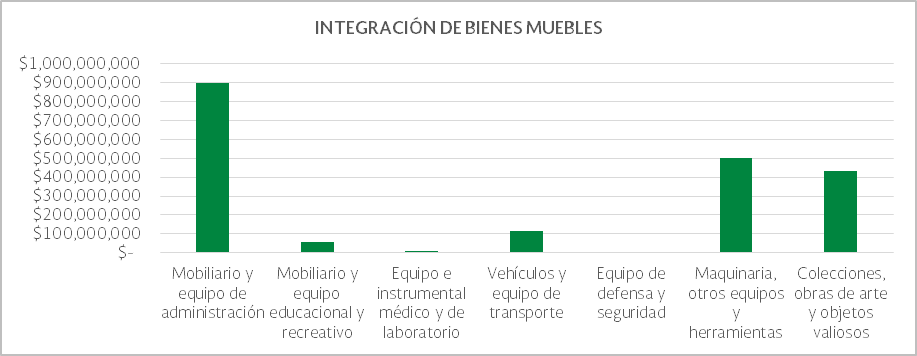 INTEGRACIÓN DE BIENES MUEBLES
$1,000,000,000
$900,000,000
$800,000,000
$700,000,000
$600,000,000
$500,000,000
$400,000,000
$300,000,000
$200,000,000
$100,000,000
$-
Mobiliario y
equipo de
administración
Mobiliario y
equipo
educacional y
recreativo
Equipo e
instrumental
médico y de
laboratorio
Vehículos y
equipo de
transporte
Equipo de
defensa y
seguridad
Maquinaria,
otros equipos
y
herramientas
Colecciones,
obras de arte
y objetos
valiosos